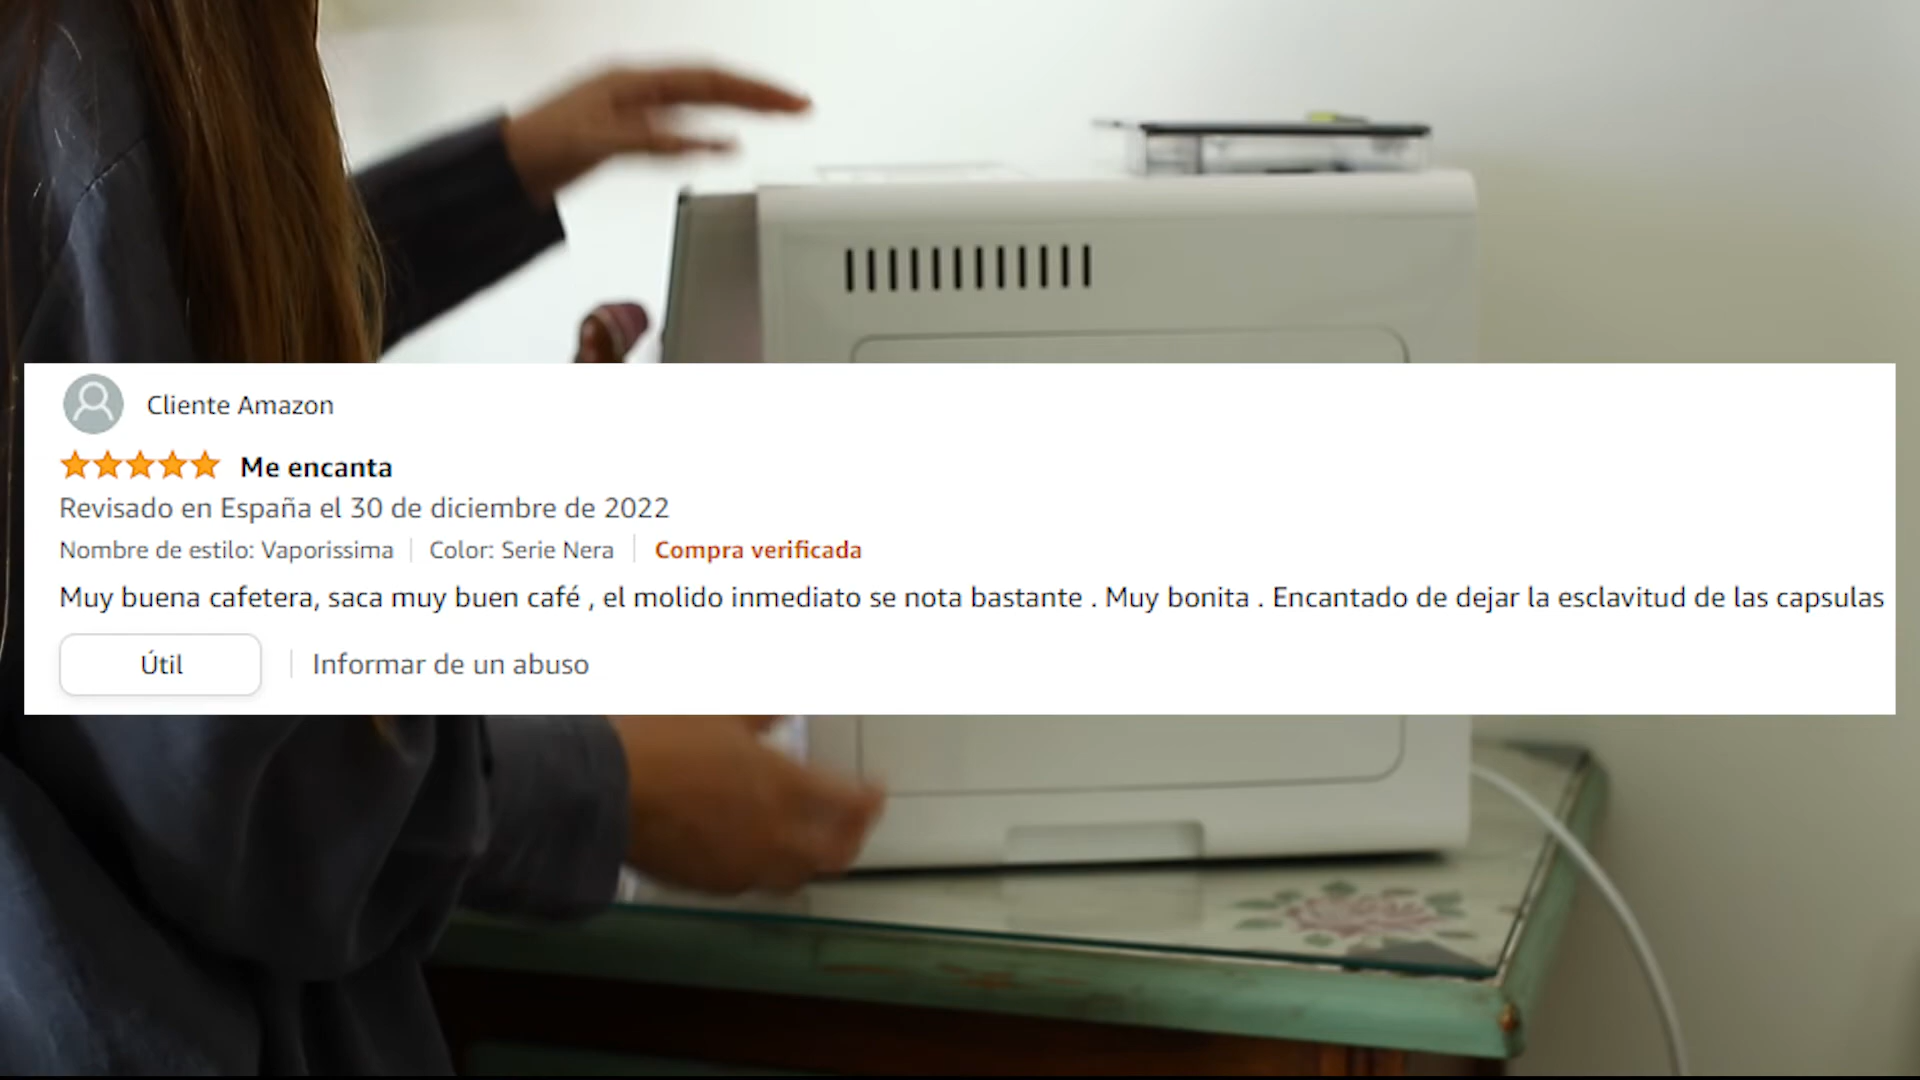 Cliente Amazon
Me encanta
Revisado en España el 30 de diciembre de 2022
Nombre de estilo: Vaporissima | Color: Serie Nera | Compra verificada
Muy buena cafetera, saca muy buen café , el molido inmediato se nota bastante . Muy bonita . Encantado de dejar la esclavitud de las capsulas
Útil | Informar de un abuso